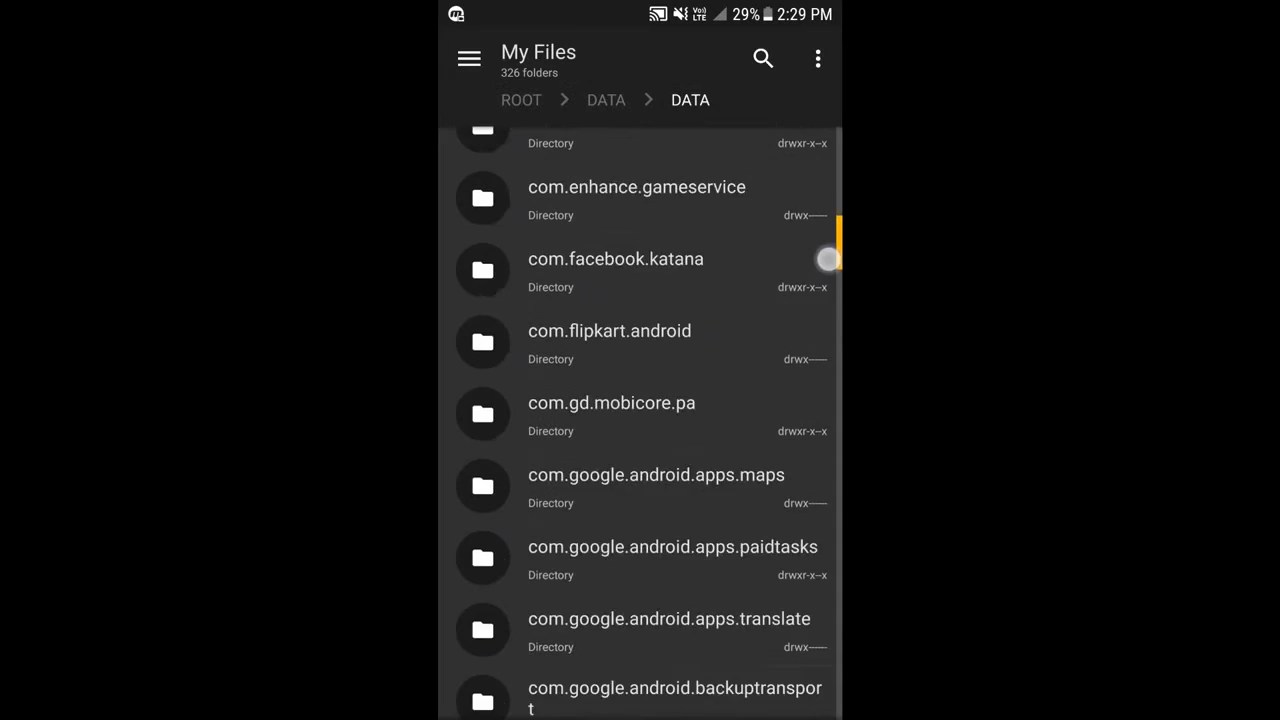 Vo) LTE 29% 2:29 PM
My Files
326 folders
ROOT > DATA > DATA
Directory drwxr-x--x
com.enhance.gameservice
Directory drwx------
com.facebook.katana
Directory drwxr-x--x
com.flipkart.android
Directory drwx------
com.gd.mobicore.pa
Directory drwxr-x--x
com.google.android.apps.maps
Directory drwx------
com.google.android.apps.paidtasks
Directory drwxr-x--x
com.google.android.apps.translate
Directory drwx------
com.google.android.backuptranspor
t